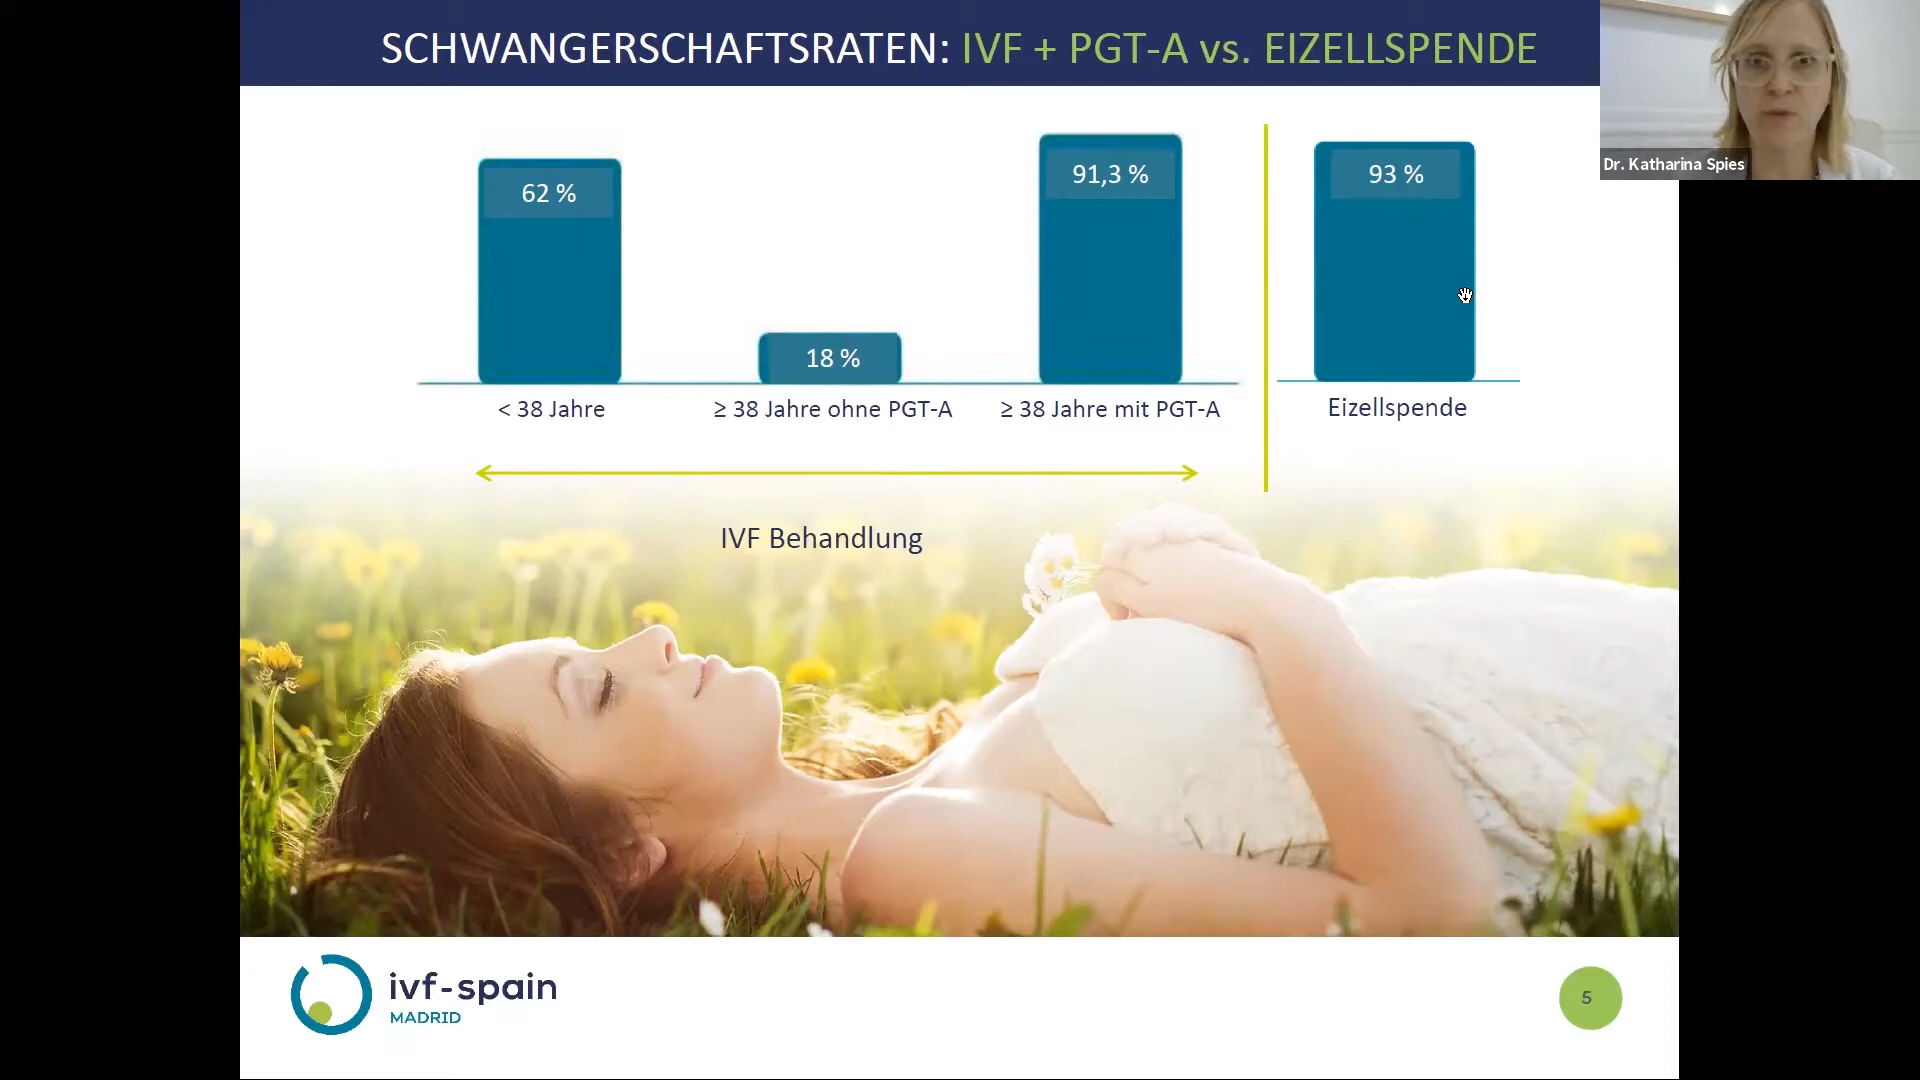 SCHWANGERSCHAFTSRATEN: IVF + PGT-A vs. EIZELLSPENDE
Dr. Katharina Spies
62 %
18 %
91,3 %
93 %
< 38 Jahre
≥ 38 Jahre ohne PGT-A
≥ 38 Jahre mit PGT-A
Eizellspende
IVF Behandlung
ivf-spain
MADRID
5